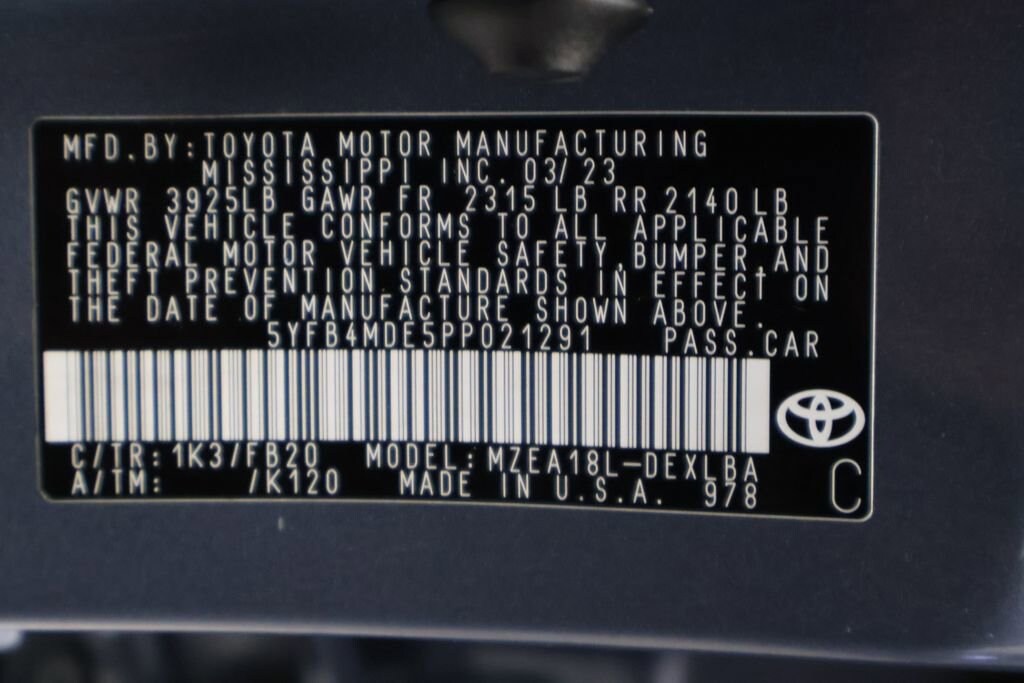 MFD.BY:TOYOTA MOTOR MANUFACTURING
MISSISSIPPI INC. 03/23
GVWR 3925LB GAWR FR 2315 LB RR 2140 LB
THIS VEHICLE CONFORMS TO ALL APPLICABLE
FEDERAL MOTOR VEHICLE SAFETY,BUMPER,AND
THEFT PREVENTION STANDARDS IN EFFECT ON
THE DATE OF MANUFACTURE SHOWN ABOVE.
5YFB4MDE5PP021291 PASS.CAR
C/TR: 1K3/FB20 MODEL: MZEA18L-DEXLBA
A/TM: /K120 MADE IN U.S.A. 978
C